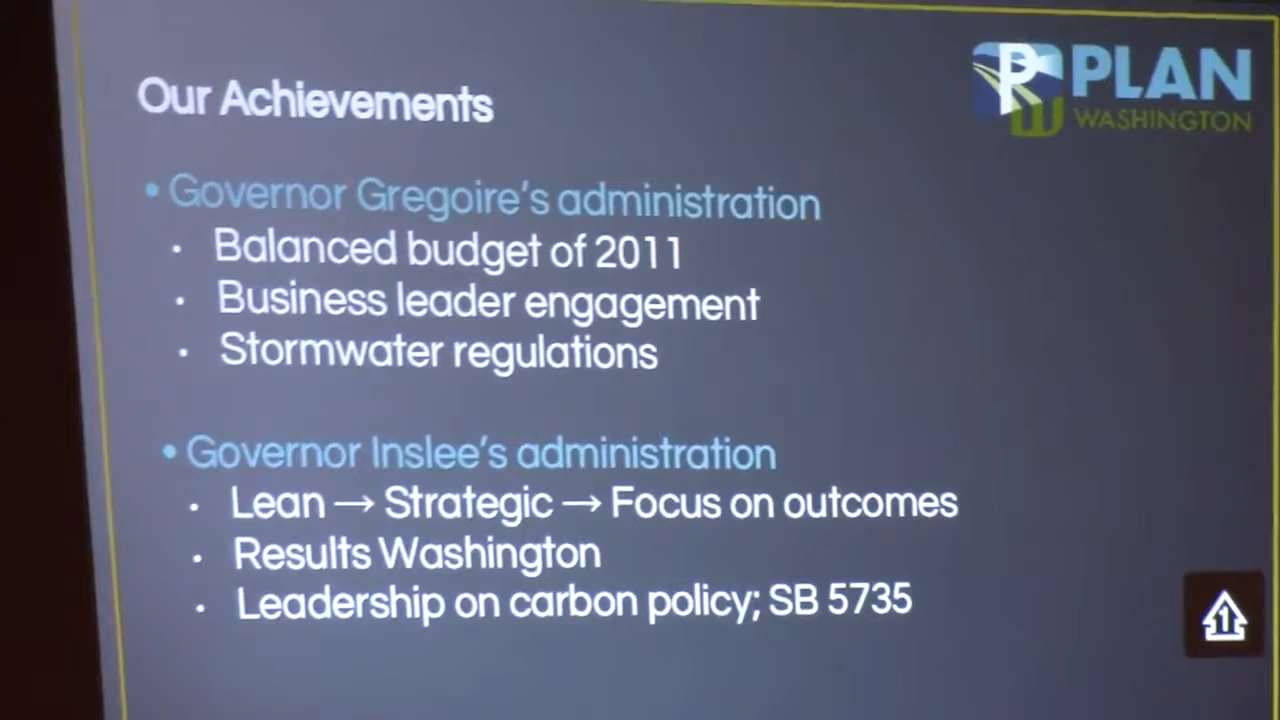 PLAN
WASHINGTON
Our Achievements
• Governor Gregoire's administration
· Balanced budget of 2011
· Business leader engagement
· Stormwater regulations
• Governor Inslee's administration
· Lean → Strategic → Focus on outcomes
· Results Washington
· Leadership on carbon policy; SB 5735